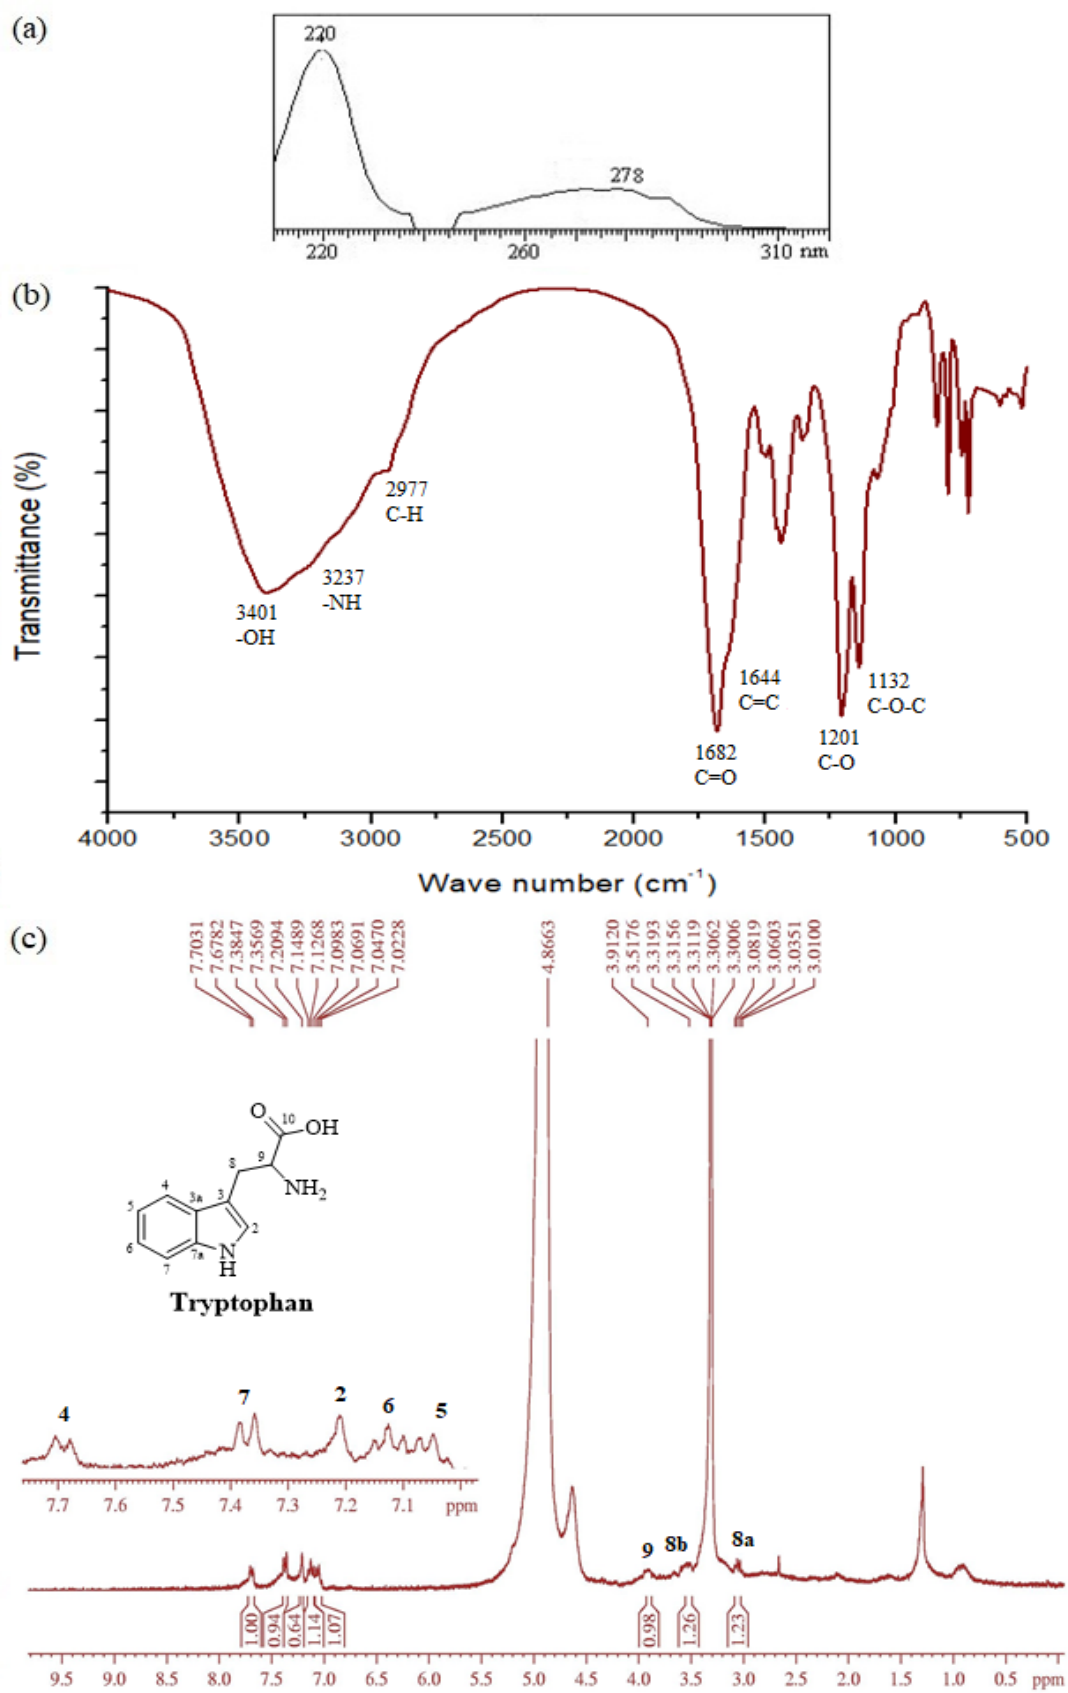 (a)
220
278
220 260 310 nm
(b)
Transmittance (%)
2977
C-H
3237
-NH
3401
-OH
1644
C=C
1132
C-O-C
1682
C=O
1201
C-O
4000 3500 3000 2500 2000 1500 1000 500
Wave number (cm⁻¹)
(c)
7.7031
7.6782
7.3847
7.3569
7.2094
7.1489
7.1268
7.0983
7.0691
7.0470
7.0228
4.8663
3.9120
3.5176
3.3193
3.3156
3.3119
3.3062
3.3006
3.0819
3.0603
3.0351
3.0100
O
10
OH
8
9
NH₂
4
3a
3
5
2
6
7a
N
H
7
Tryptophan
4 7 2 6 5
7.7 7.6 7.5 7.4 7.3 7.2 7.1 ppm
9 8b 8a
1.00
0.94
0.64
1.14
1.07
0.98
1.26
1.23
9.5 9.0 8.5 8.0 7.5 7.0 6.5 6.0 5.5 5.0 4.5 4.0 3.5 3.0 2.5 2.0 1.5 1.0 0.5 ppm